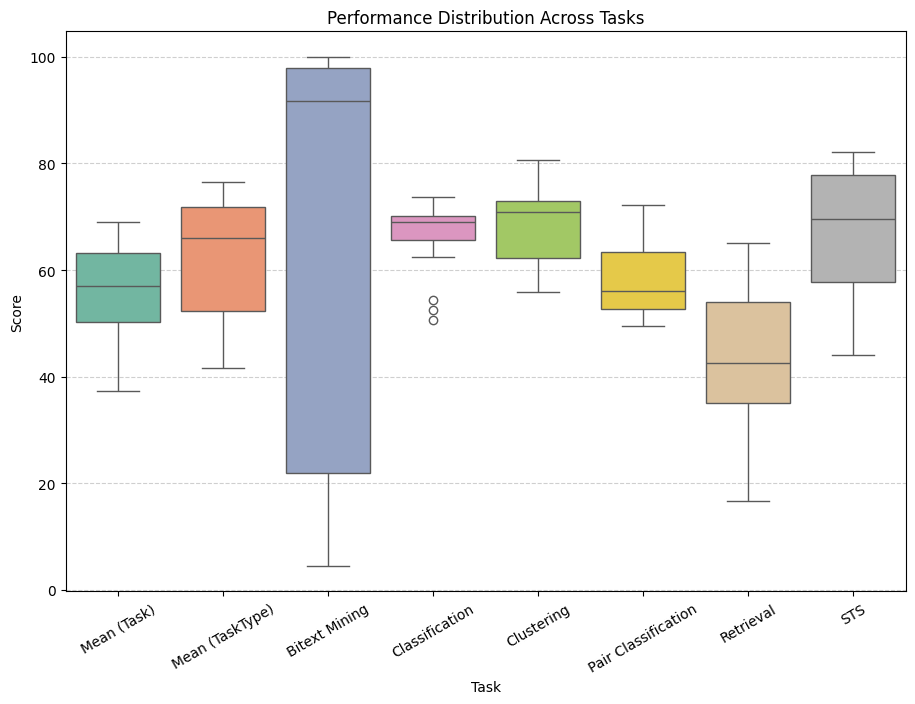 Performance Distribution Across Tasks
Score
100
80
60
40
20
0
Mean (Task)
Mean (TaskType)
Bitext Mining
Classification
Clustering
Pair Classification
Retrieval
STS
Task